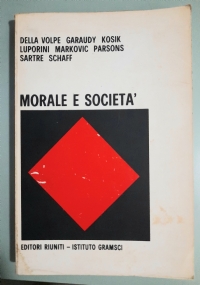 DELLA VOLPE GARAUDY KOSIK
LUPORINI MARKOVIC PARSONS
SARTRE SCHAFF
MORALE E SOCIETA'
EDITORI RIUNITI - ISTITUTO GRAMSCI